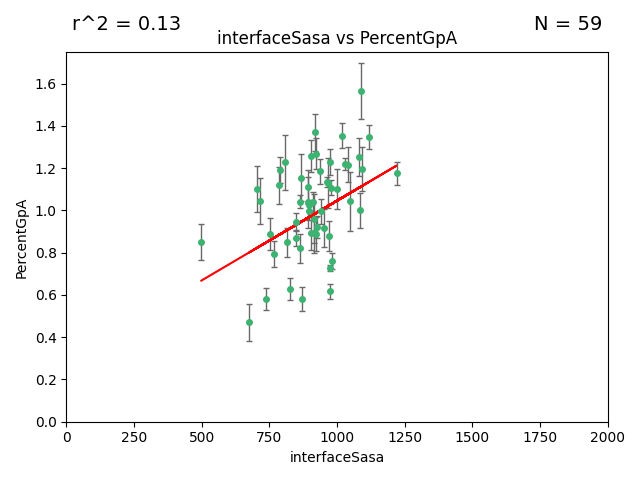 r^2 = 0.13
N = 59
interfaceSasa vs PercentGpA
PercentGpA
1.6
1.4
1.2
1.0
0.8
0.6
0.4
0.2
0.0
0 250 500 750 1000 1250 1500 1750 2000
interfaceSasa